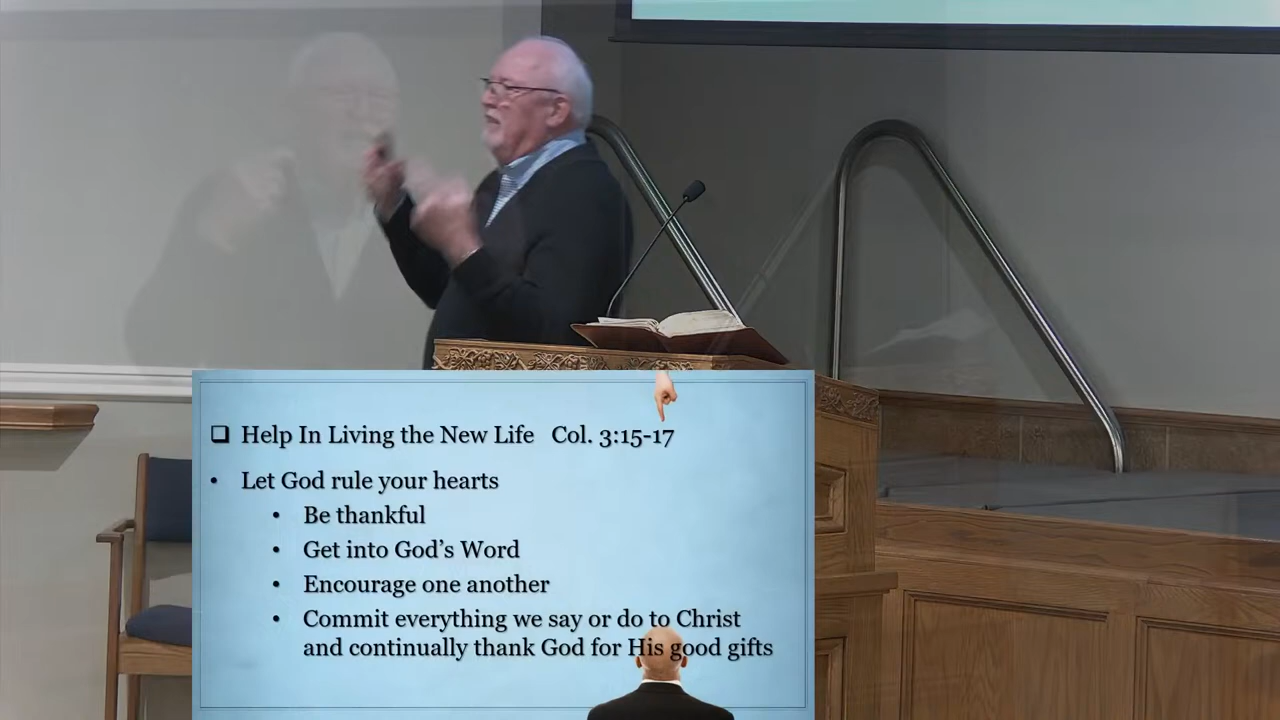 ❑ Help In Living the New Life Col. 3:15-17
• Let God rule your hearts
• Be thankful
• Get into God’s Word
• Encourage one another
• Commit everything we say or do to Christ
and continually thank God for His good gifts